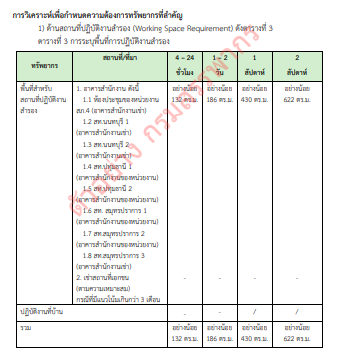 การวิเคราะห์เพื่อกำหนดความต้องการทรัพยากรที่สำคัญ
1) ด้านสถานที่ปฏิบัติงานสำรอง (Working Space Requirement) ดังตารางที่ 3
ตารางที่ 3 การระบุพื้นที่การปฏิบัติงานสำรอง
ทรัพยากร สถานที่/ที่มา 4 – 24 ชั่วโมง 1 – 2 วัน 1 สัปดาห์ 2 สัปดาห์
พื้นที่สำหรับ 1. อาคารสำนักงาน ดังนี้ อย่างน้อย อย่างน้อย อย่างน้อย อย่างน้อย
สถานที่ปฏิบัติงาน 1.1 ห้องประชุมของหน่วยงาน 132 ตร.ม. 186 ตร.ม. 430 ตร.ม. 622 ตร.ม.
สำรอง สภ.4 (อาคารสำนักงานเช่า)
1.2 สท.นนทบุรี 1
(อาคารสำนักงานเช่า)
1.3 สท.นนทบุรี 2
(อาคารสำนักงานเช่า)
1.4 สท.ปทุมธานี 1
(อาคารสำนักงานของหน่วยงาน)
1.5 สท.ปทุมธานี 2
(อาคารสำนักงานของหน่วยงาน)
1.6 สท. สมุทรปราการ 1
(อาคารสำนักงานของหน่วยงาน)
1.7 สท.สมุทรปราการ 2
(อาคารสำนักงานของหน่วยงาน)
1.8 สท.สมุทรปราการ 3
(อาคารสำนักงานเช่า)
2. เช่าสถานที่เอกชน - - - -
(ตามความเหมาะสม)
กรณีที่มีแนวโน้มเกินกว่า 3 เดือน
ปฏิบัติงานที่บ้าน - - / /
รวม อย่างน้อย อย่างน้อย อย่างน้อย อย่างน้อย
132 ตร.ม. 186 ตร.ม. 430 ตร.ม. 622 ตร.ม.